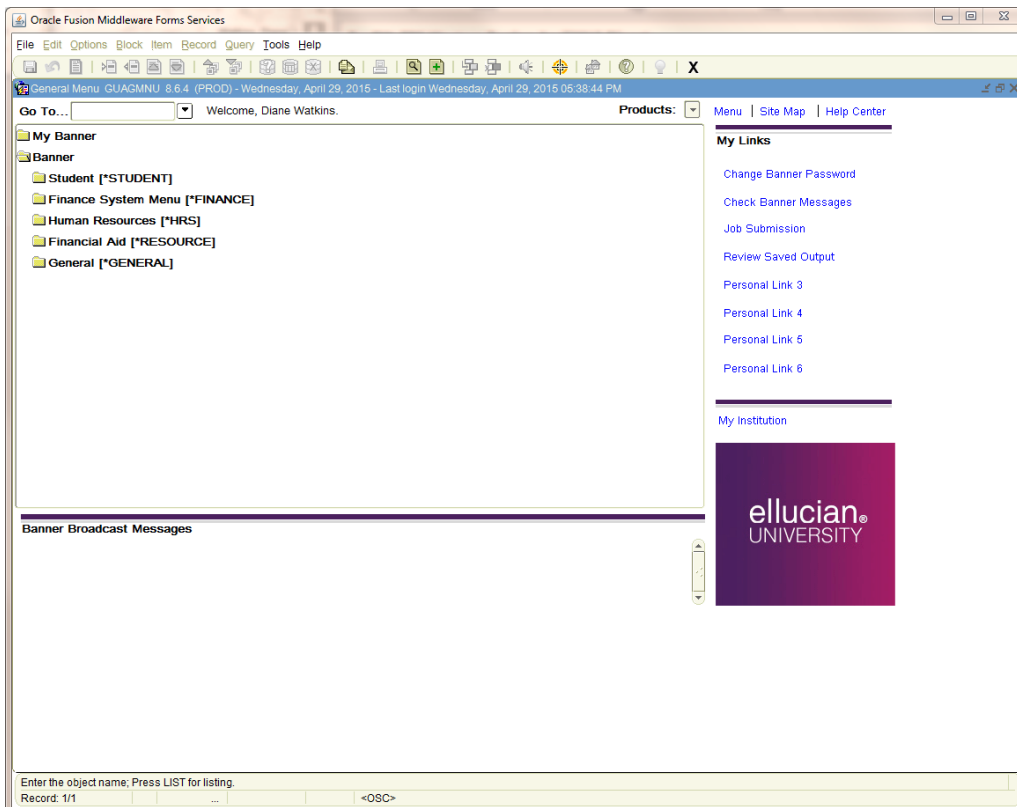 Oracle Fusion Middleware Forms Services
File Edit Options Block Item Record Query Tools Help
X
General Menu GUAGMNU 8.6.4 (PROD) - Wednesday, April 29, 2015 - Last login Wednesday, April 29, 2015 05:38:44 PM
Go To... Welcome, Diane Watkins. Products: Menu | Site Map | Help Center
My Banner
Banner
Student [*STUDENT]
Finance System Menu [*FINANCE]
Human Resources [*HRS]
Financial Aid [*RESOURCE]
General [*GENERAL]
My Links
Change Banner Password
Check Banner Messages
Job Submission
Review Saved Output
Personal Link 3
Personal Link 4
Personal Link 5
Personal Link 6
My Institution
ellucian®
UNIVERSITY
Banner Broadcast Messages
Enter the object name; Press LIST for listing.
Record: 1/1 ... <OSC>